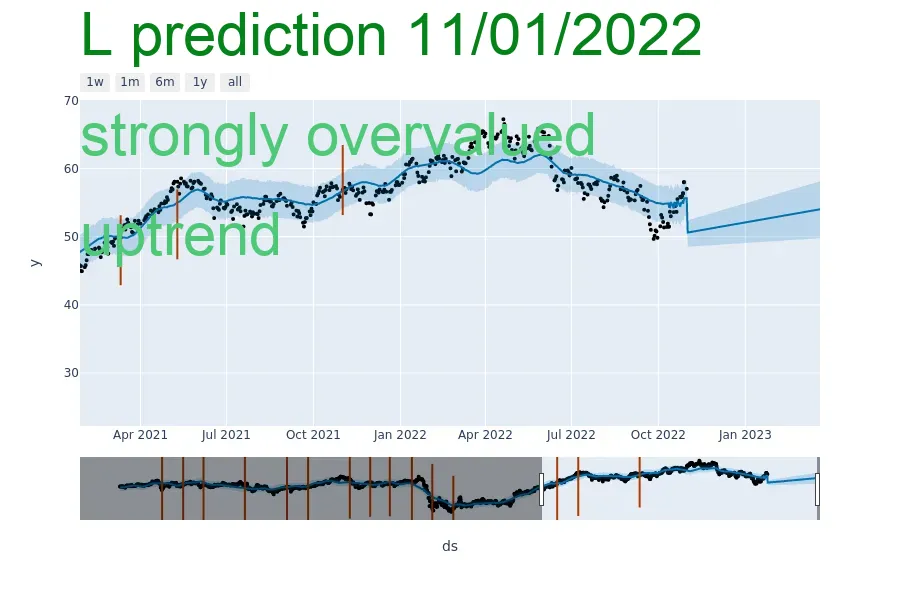 L prediction 11/01/2022
1w 1m 6m 1y all
strongly overvalued
uptrend
70
60
50
40
30
y
Apr 2021 Jul 2021 Oct 2021 Jan 2022 Apr 2022 Jul 2022 Oct 2022 Jan 2023
ds